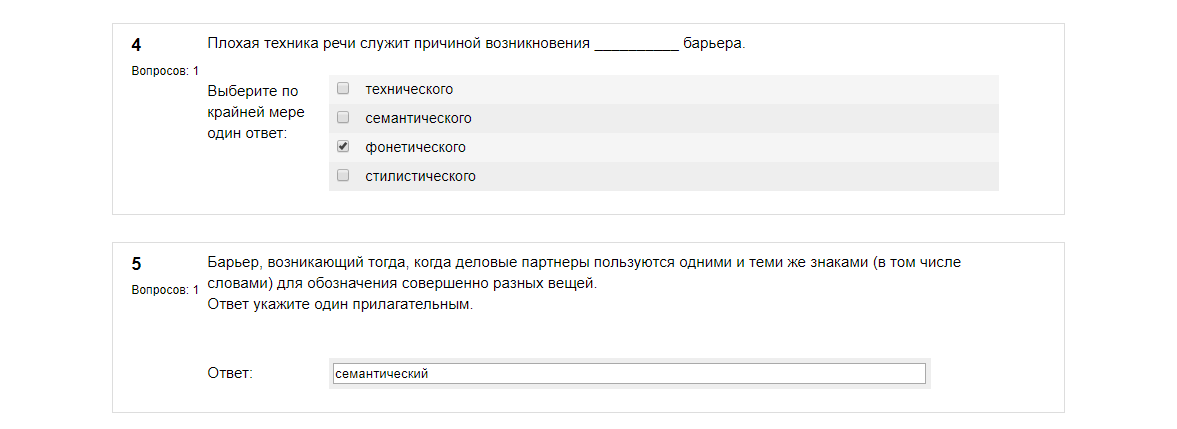 4
Плохая техника речи служит причиной возникновения __________ барьера.
Вопросов: 1
Выберите по
крайней мере
один ответ:
технического
семантического
фонетического
стилистического
5
Барьер, возникающий тогда, когда деловые партнеры пользуются одними и теми же знаками (в том числе
словами) для обозначения совершенно разных вещей.
Вопросов: 1
Ответ укажите один прилагательным.
Ответ:
семантический